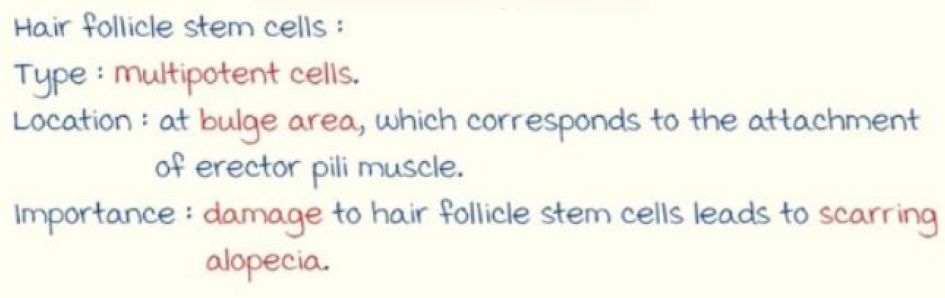 Hair follicle stem cells :
Type : multipotent cells.
Location : at bulge area, which corresponds to the attachment
of erector pili muscle.
Importance : damage to hair follicle stem cells leads to scarring
alopecia.